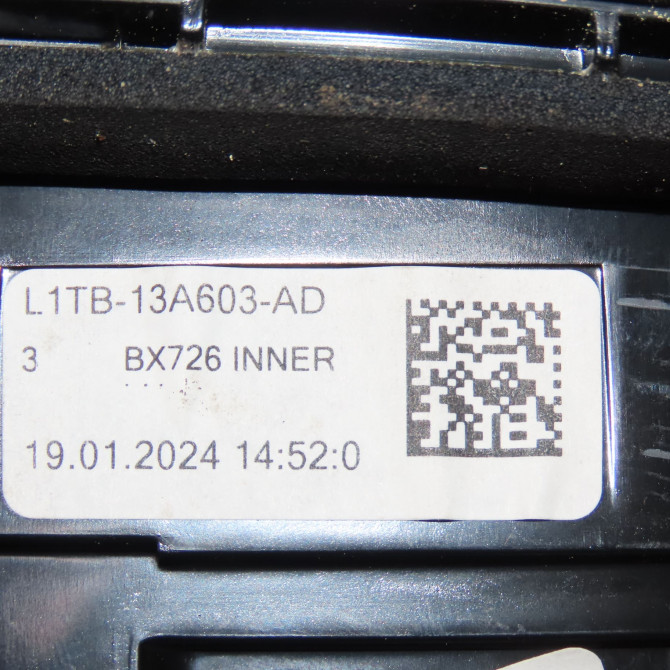 L1TB-13A603-AD
3 BX726 INNER
19.01.2024 14:52:0